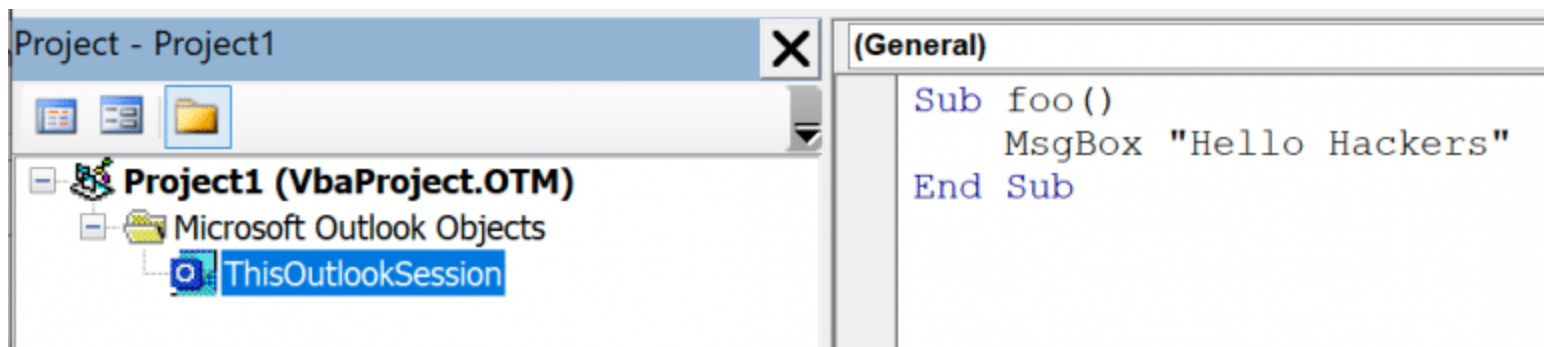 Project - Project1
Project1 (VbaProject.OTM)
Microsoft Outlook Objects
ThisOutlookSession
(General)
Sub foo()
MsgBox "Hello Hackers"
End Sub